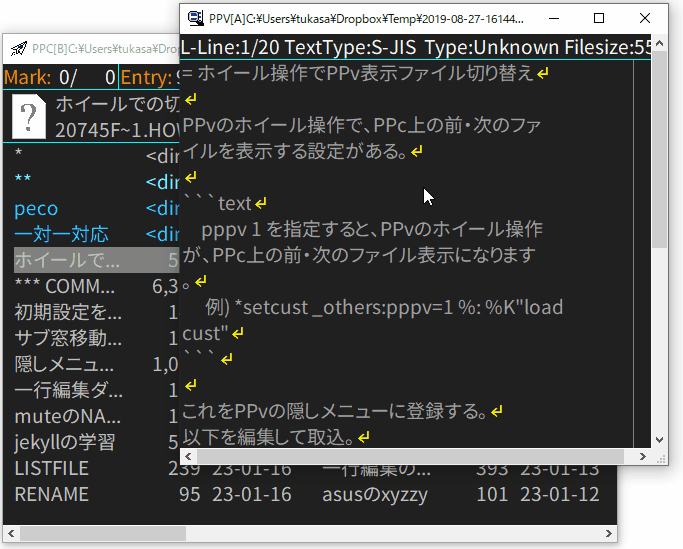 PPC[B]C:¥Users¥tukasa¥Dro
Mark: 0/ 0 Entry:
ホイールでの切
20745F~1.HOW
* <dir
** <dir
peco <dir
一対一対応 <dir
ホイールで... 5
*** COMM... 6,3
初期設定を... 1
サブ窓移動... 1
隠しメニュ... 1,0
一行編集ダ... 1
muteのNA... 1
jekyllの学習 5
LISTFILE 239 23-01-16 一行編集の... 393 23-01-13
RENAME 95 23-01-16 asusのxyzzy 101 23-01-12
PPV[A]C:¥Users¥tukasa¥Dropbox¥Temp¥2019-08-27-16144...
L-Line:1/20 TextType:S-JIS Type:Unknown Filesize:55
= ホイール操作でPPv表示ファイル切り替え↵
↵
PPvのホイール操作で、PPc上の前・次のファ
イルを表示する設定がある。↵
↵
```text↵
pppv 1 を指定すると、PPvのホイール操作
が、PPc上の前・次のファイル表示になります
。↵
例) *setcust _others:pppv=1 %: %K"load
cust"↵
```↵
↵
これをPPvの隠しメニューに登録する。↵
以下を編集して取込。↵